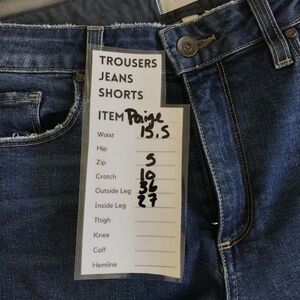 TROUSERS
JEANS
SHORTS
ITEM Paige
Waist 15.5
Hip
Zip 5
Crotch 10
Outside Leg 36
Inside Leg 27
Thigh
Knee
Calf
Hemline